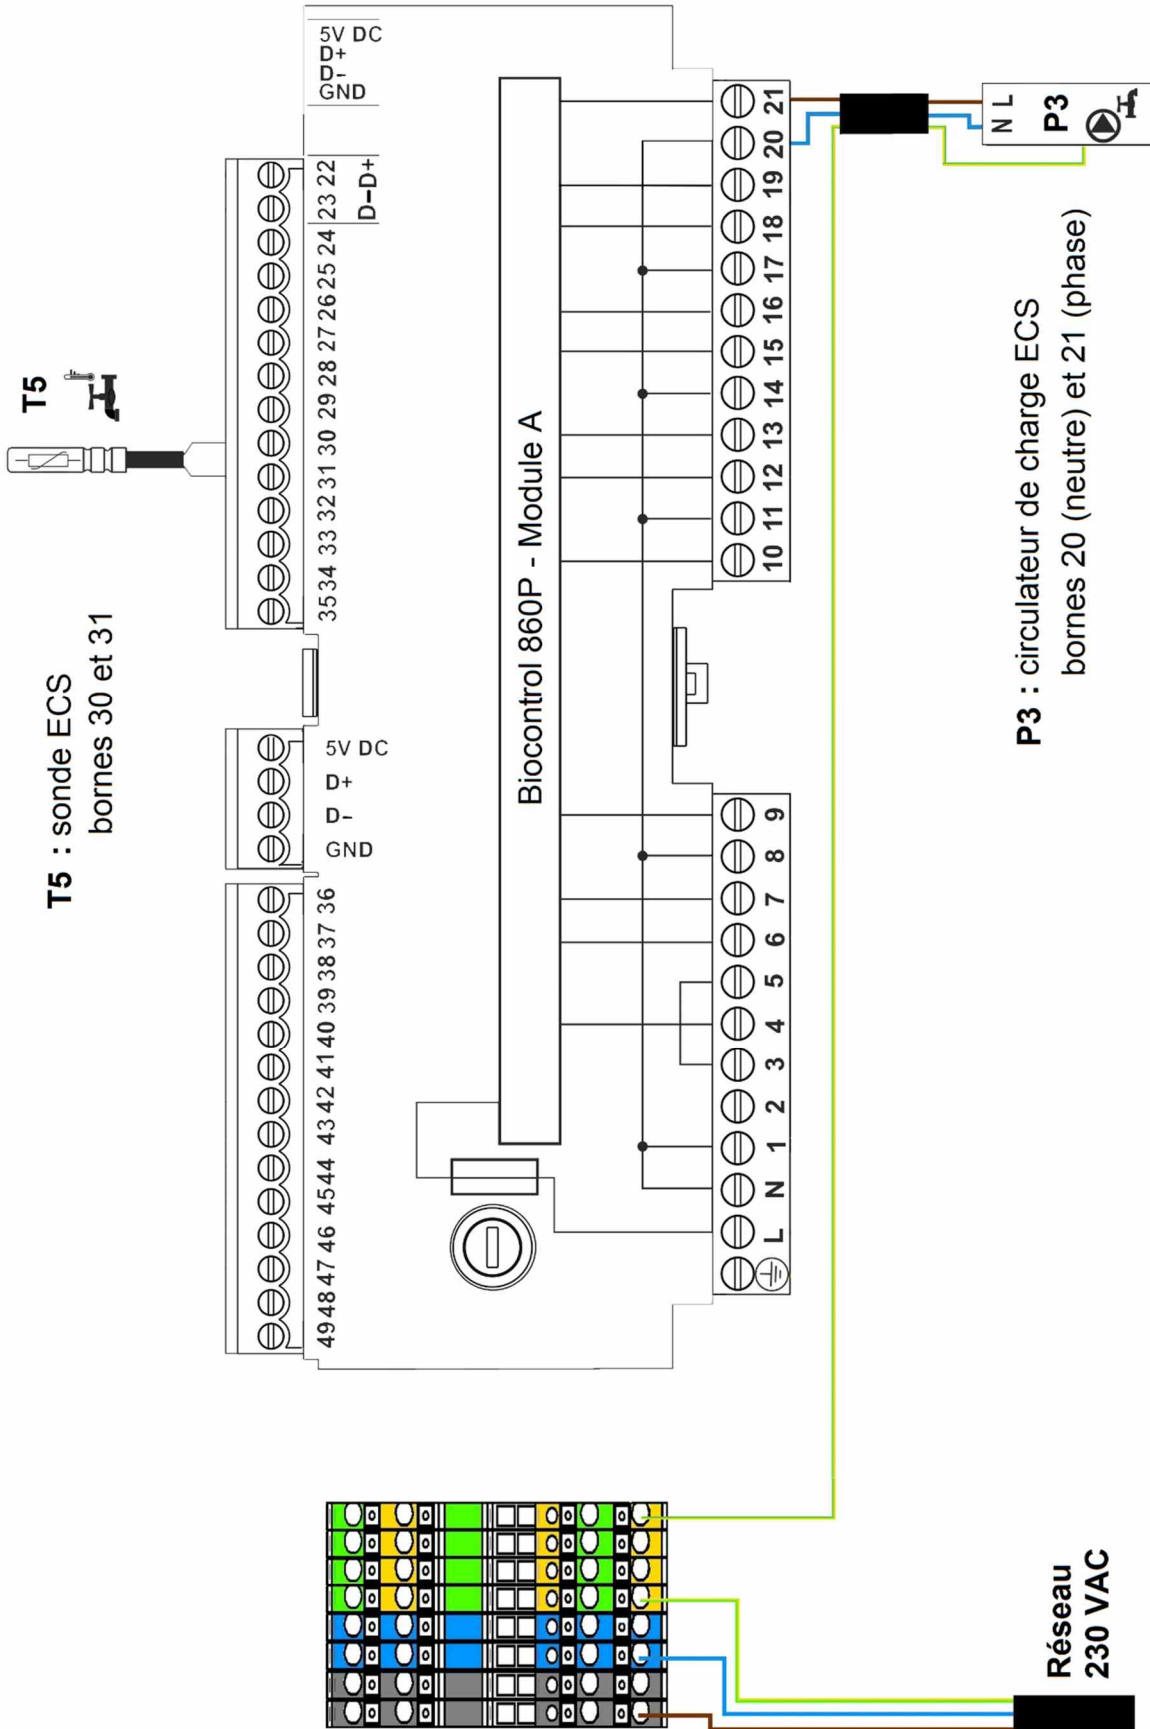 T5
T5 : sonde ECS
bornes 30 et 31
49 48 47 46 45 44 43 42 41 40 39 38 37 36
GND D- D+ 5V DC
35 34 33 32 31 30 29 28 27 26 25 24 23 22
D- D+
GND
D-
D+
5V DC
Biocontrol 860P - Module A
L N 1 2 3 4 5 6 7 8 9
10 11 12 13 14 15 16 17 18 19 20 21
N L
P3
P3 : circulateur de charge ECS
bornes 20 (neutre) et 21 (phase)
Réseau
230 VAC